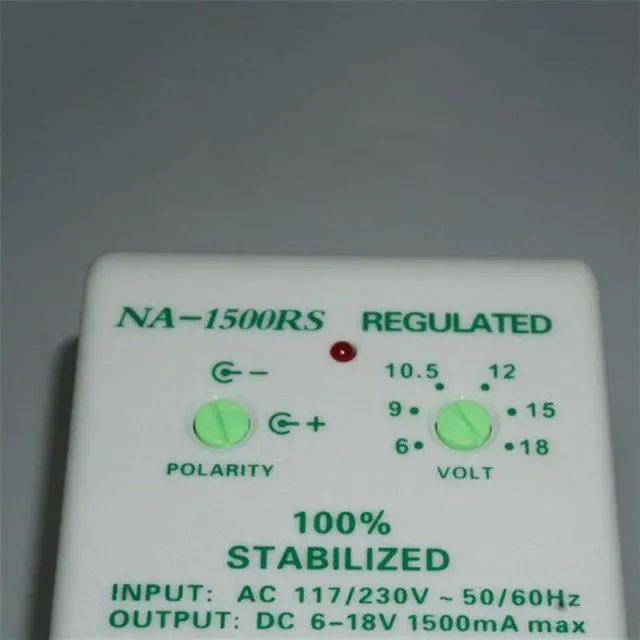 NA-1500RS REGULATED
-
10.5 12
9 15
+
6 18
POLARITY VOLT
100%
STABILIZED
INPUT: AC 117/230V ~ 50/60Hz
OUTPUT: DC 6-18V 1500mA max